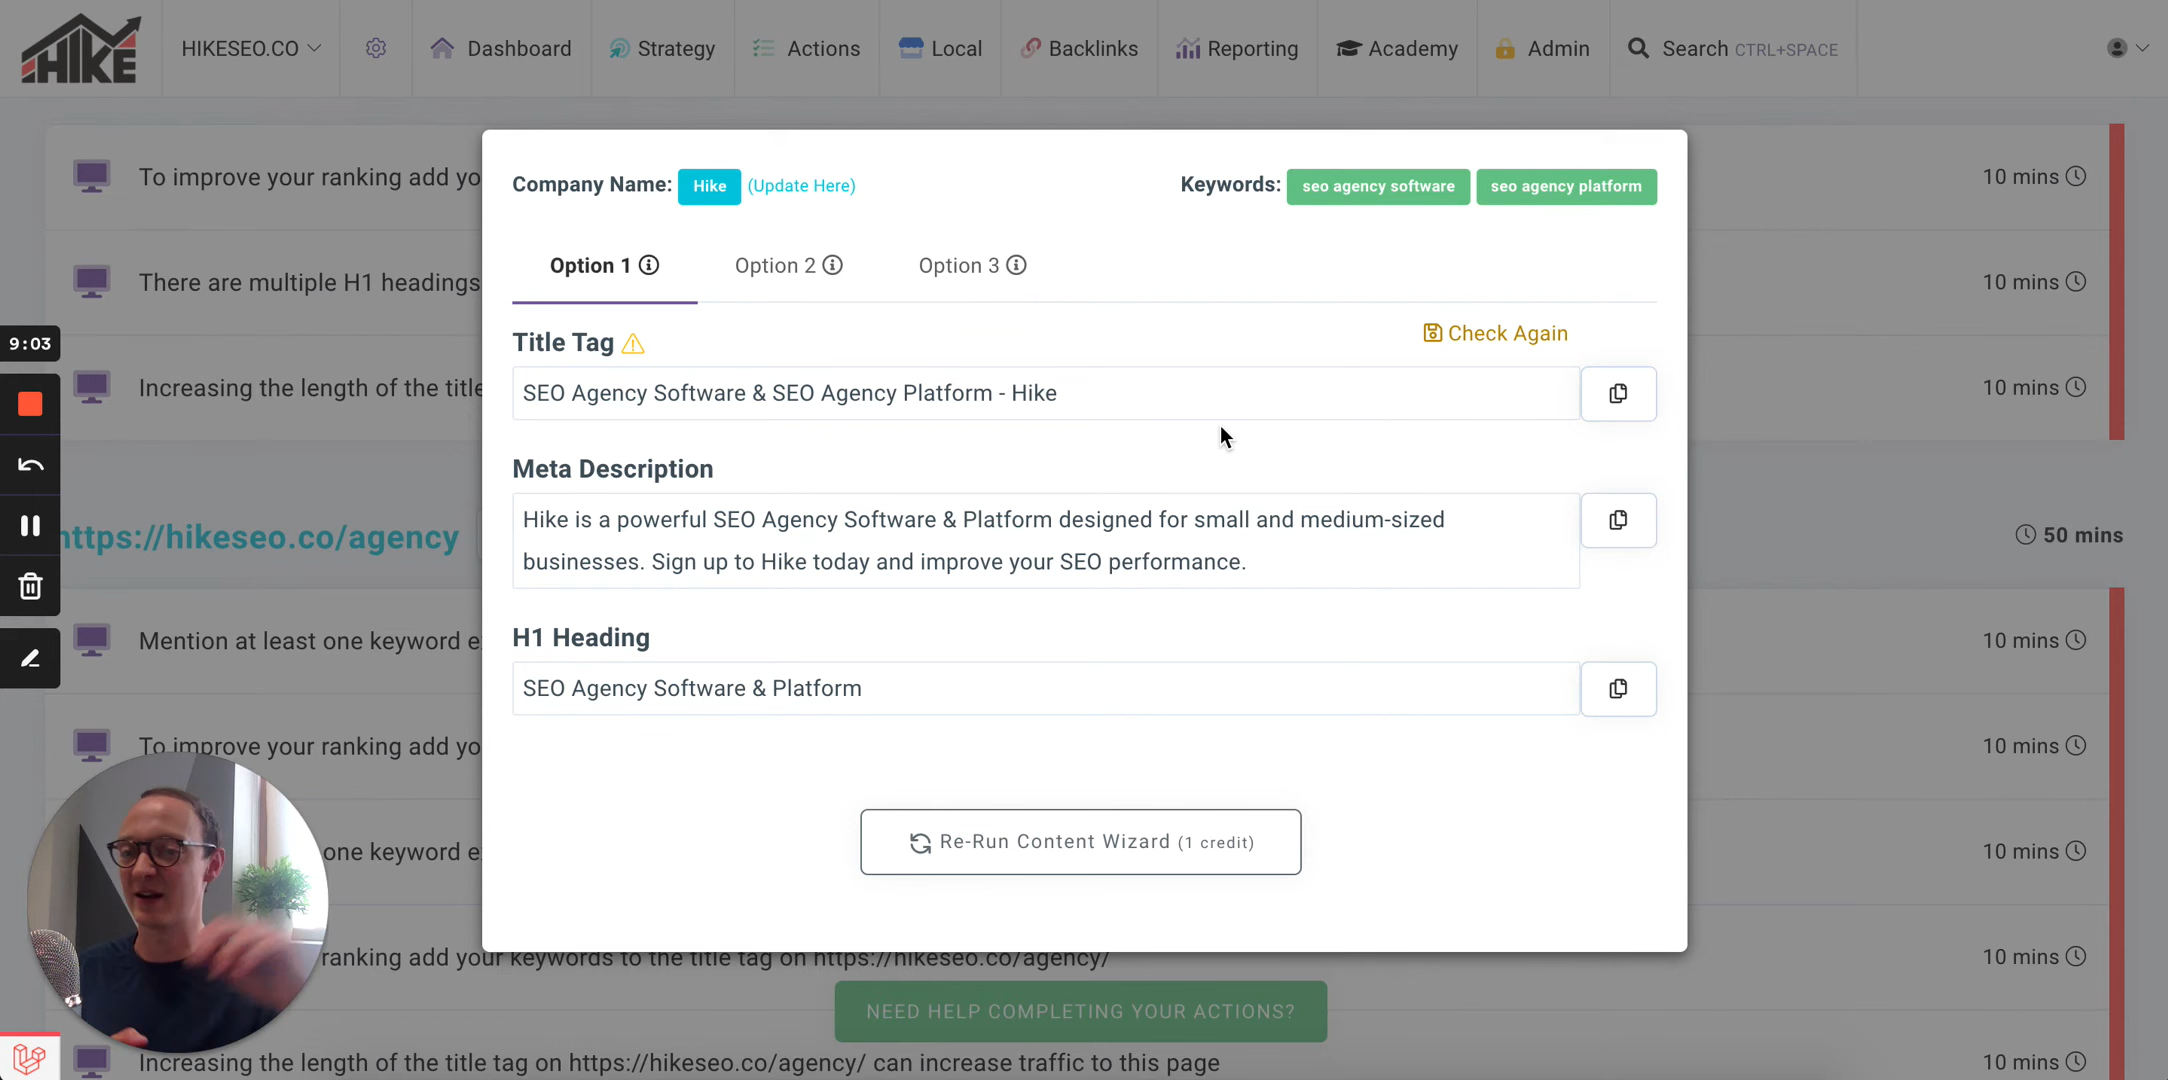 HIKE
HIKESEO.CO
Dashboard
Strategy
Actions
Local
Backlinks
Reporting
Academy
Admin
Search CTRL+SPACE
To improve your ranking add yo
10 mins
There are multiple H1 headings
10 mins
Increasing the length of the title
10 mins
9:03
Company Name: Hike (Update Here)
Keywords: seo agency software seo agency platform
Option 1
Option 2
Option 3
Title Tag
Check Again
SEO Agency Software & SEO Agency Platform - Hike
Meta Description
Hike is a powerful SEO Agency Software & Platform designed for small and medium-sized
businesses. Sign up to Hike today and improve your SEO performance.
H1 Heading
SEO Agency Software & Platform
Re-Run Content Wizard (1 credit)
https://hikeseo.co/agency
50 mins
Mention at least one keyword e
10 mins
To improve your ranking add yo
10 mins
one keyword e
10 mins
ranking add your keywords to the title tag on https://hikeseo.co/agency/
10 mins
NEED HELP COMPLETING YOUR ACTIONS?
Increasing the length of the title tag on https://hikeseo.co/agency/ can increase traffic to this page
10 mins